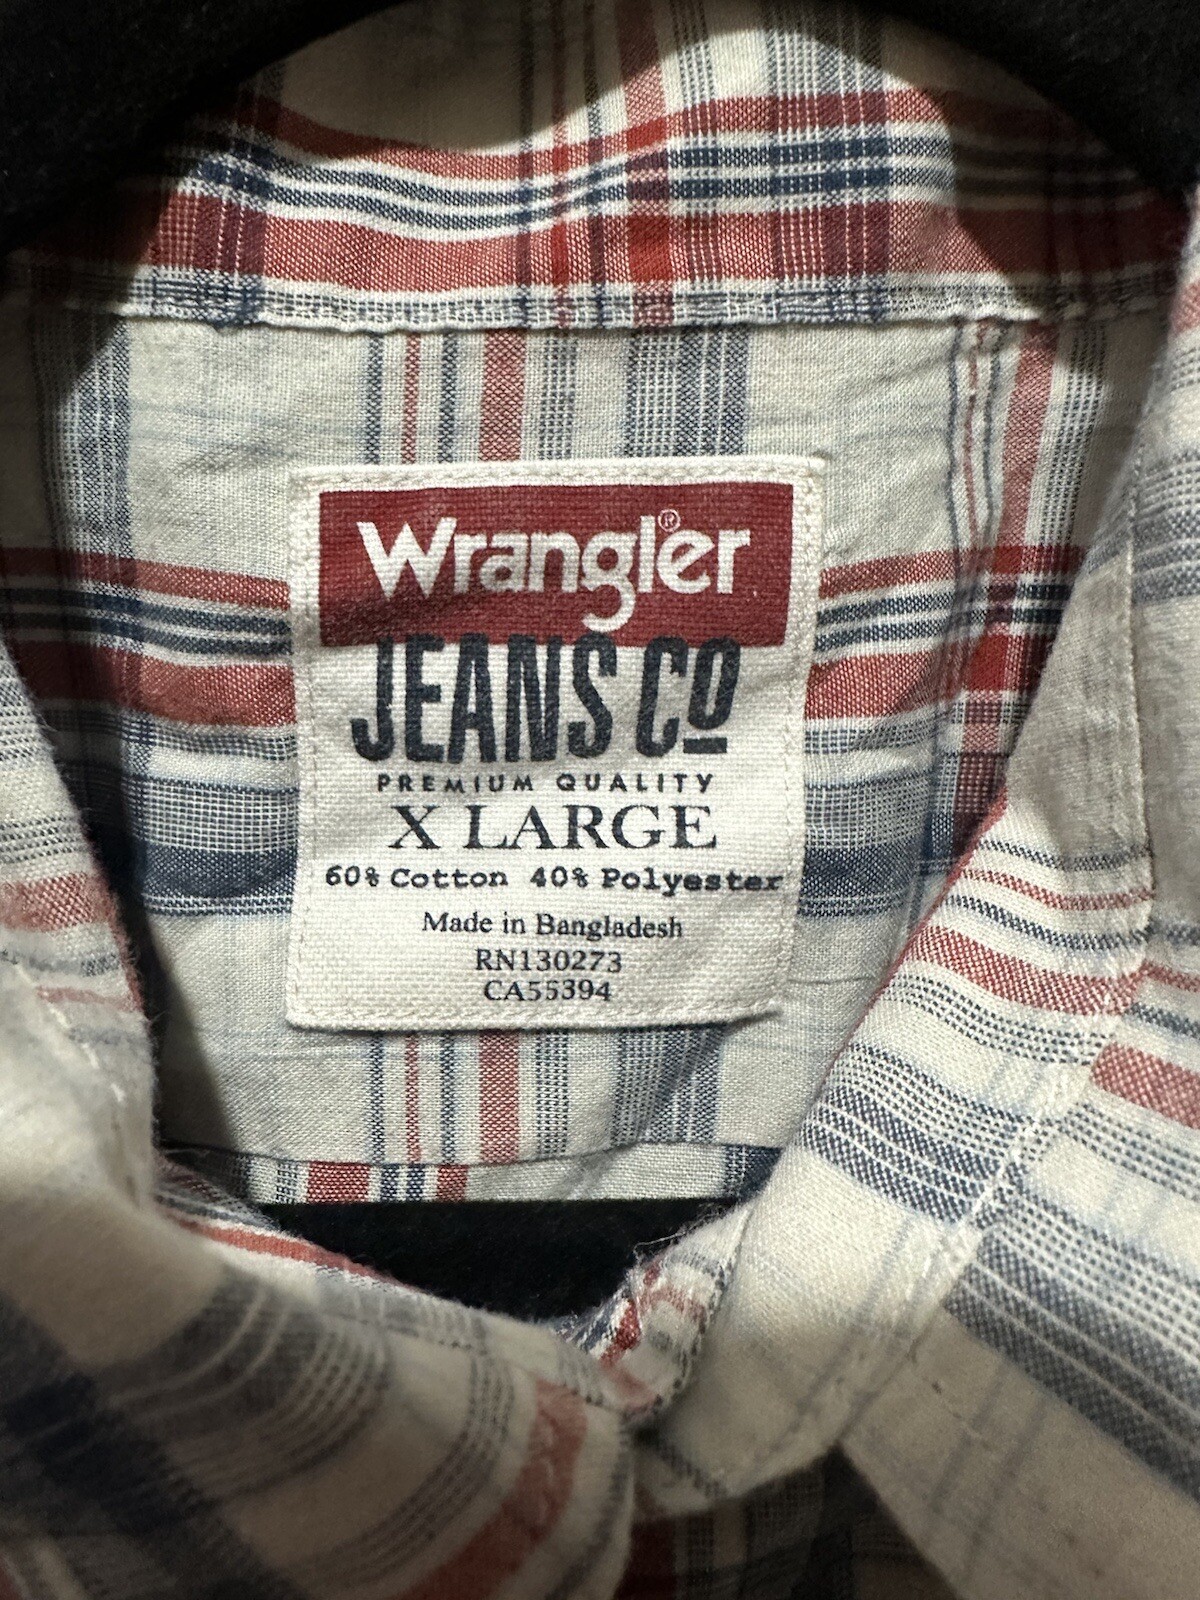 Wrangler®
JEANS CO
PREMIUM QUALITY
X LARGE
60% Cotton 40% Polyester
Made in Bangladesh
RN130273
CA55394